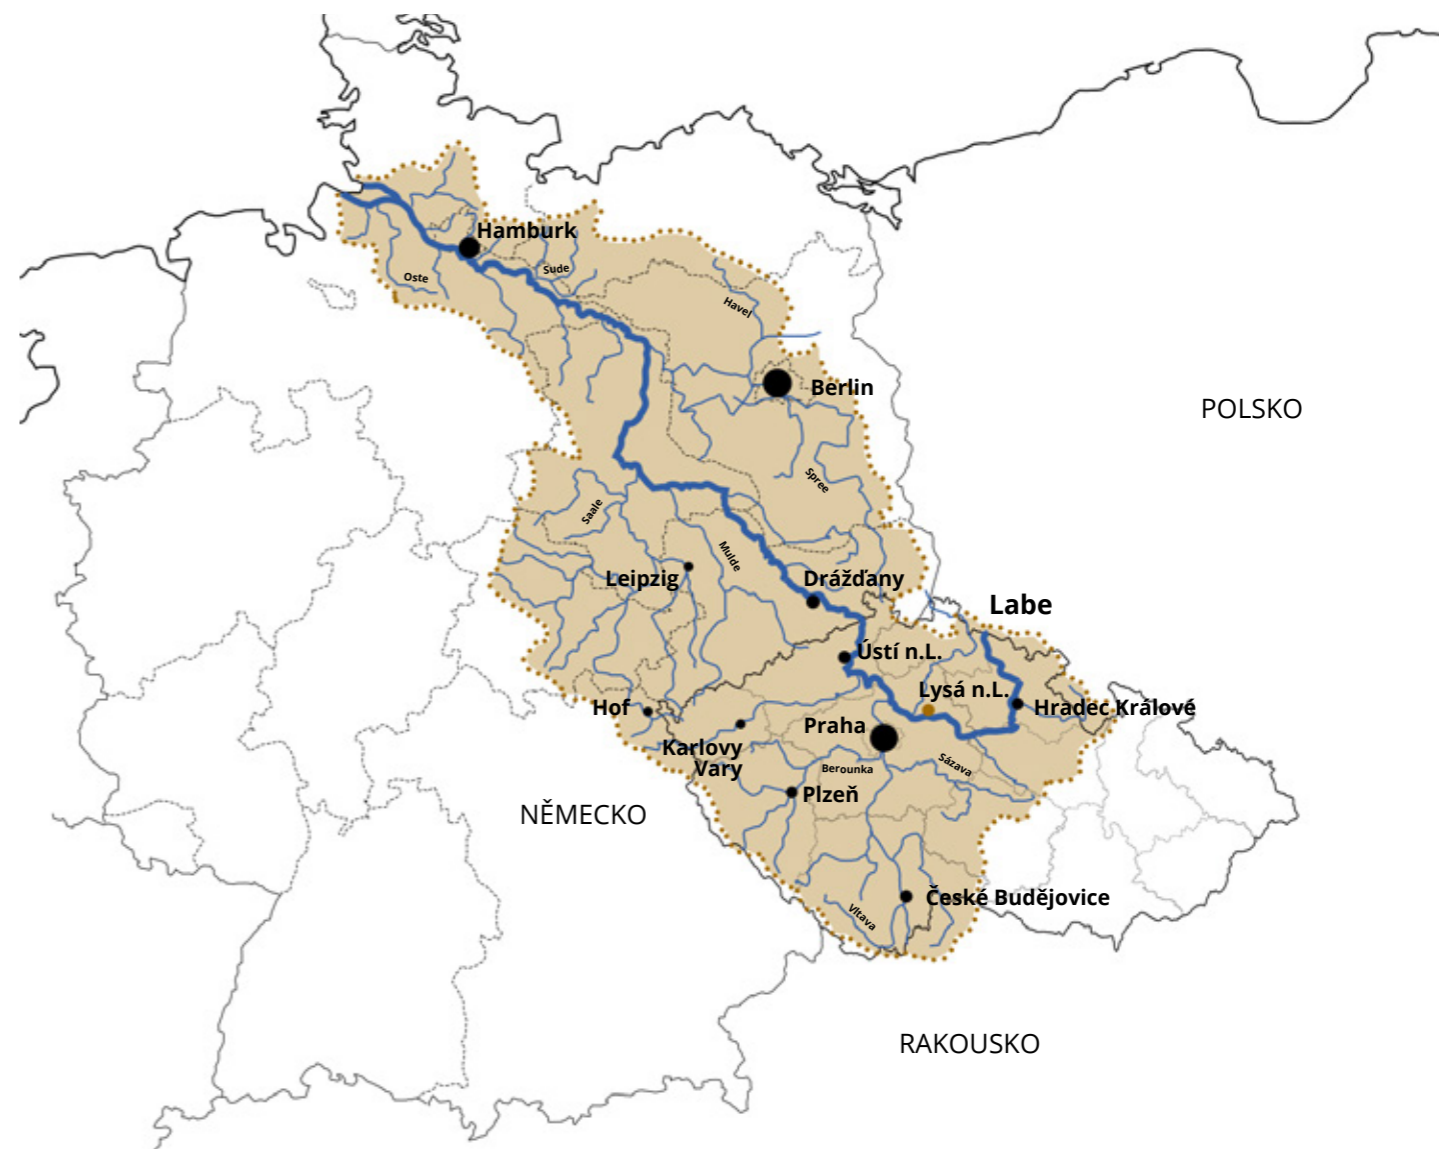 Hamburk
Sude
Oste
Havel
Berlin
POLSKO
Spree
Saale
Mulde
Leipzig
Drážďany
Labe
Ústí n.L.
Lysá n.L.
Hof
Hradec Králové
Praha
Karlovy
Vary
Sázava
Berounka
Plzeň
NĚMECKO
České Budějovice
Vltava
RAKOUSKO